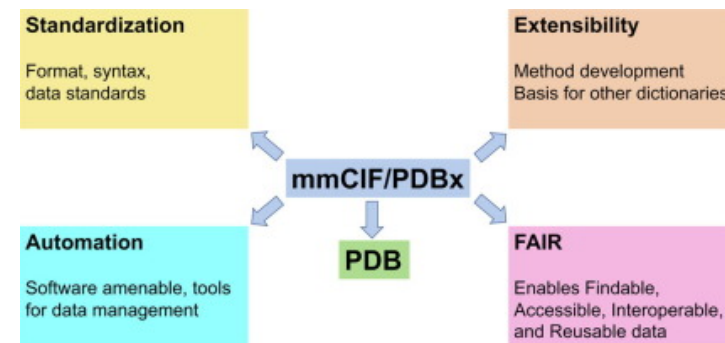 Standardization
Format, syntax,
data standards
Extensibility
Method development
Basis for other dictionaries
mmCIF/PDBx
PDB
Automation
Software amenable, tools
for data management
FAIR
Enables Findable,
Accessible, Interoperable,
and Reusable data